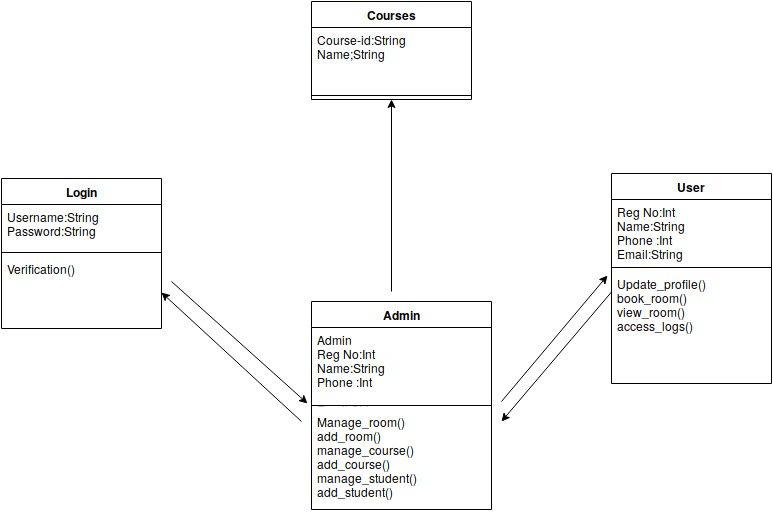 Courses
Course-id:String
Name;String
Login
Username:String
Password:String
Verification()
User
Reg No:Int
Name:String
Phone :Int
Email:String
Update_profile()
book_room()
view_room()
access_logs()
Admin
Admin
Reg No:Int
Name:String
Phone :Int
Manage_room()
add_room()
manage_course()
add_course()
manage_student()
add_student()